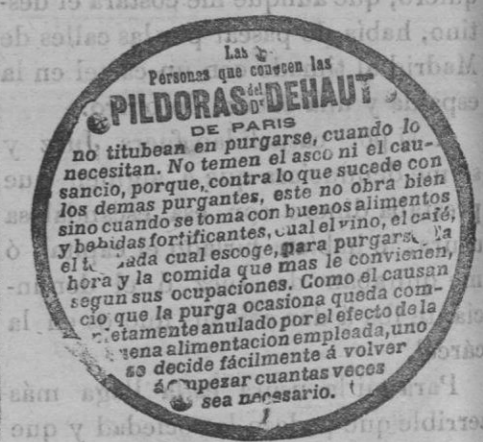 Las
Personas que conocen las
PILDORAS del Dr. DEHAUT
DE PARIS
no titubean en purgarse, cuando lo
necesitan. No temen el asco ni el cau-
sancio, porque, contra lo que sucede con
los demas purgantes, este no obra bien
sino cuando se toma con buenos alimentos
y bebidas fortificantes, cual el vino, el café,
el Cada cual escoge, para purgarse, la
hora y la comida que mas le convienen,
segun sus ocupaciones. Como el causan
cio que la purga ocasiona queda com-
pletamente anulado por el efecto de la
buena alimentacion empleada, uno
se decide fácilmente á volver
á empezar cuantas veces
sea necesario.